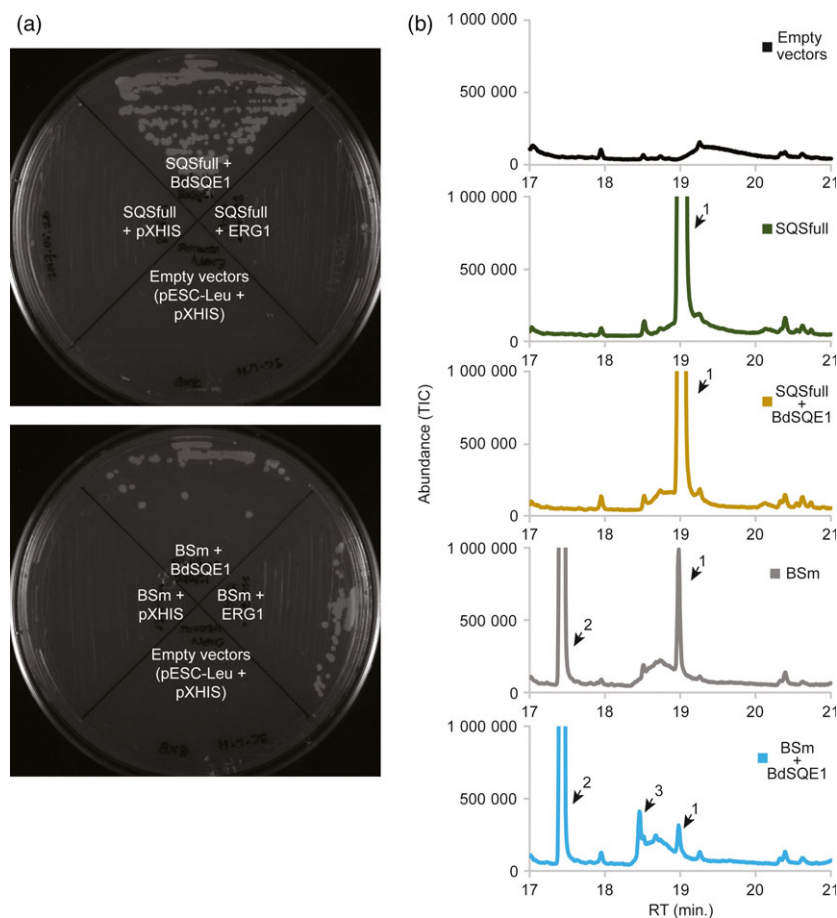 (a)
SQSfull +
BdSQE1
SQSfull
+ pXHIS
SQSfull
+ ERG1
Empty vectors
(pESC-Leu +
pXHIS)
BSm +
BdSQE1
BSm +
pXHIS
BSm +
ERG1
Empty vectors
(pESC-Leu +
pXHIS)
(b)
Abundance (TIC)
1 000 000
500 000
0
17 18 19 20 21
Empty
vectors
1 000 000
500 000
0
17 18 19 20 21
1
SQSfull
1 000 000
500 000
0
17 18 19 20 21
1
SQSfull
+
BdSQE1
1 000 000
500 000
0
17 18 19 20 21
2
1
BSm
1 000 000
500 000
0
17 18 19 20 21
2
3
1
BSm
+
BdSQE1
RT (min.)